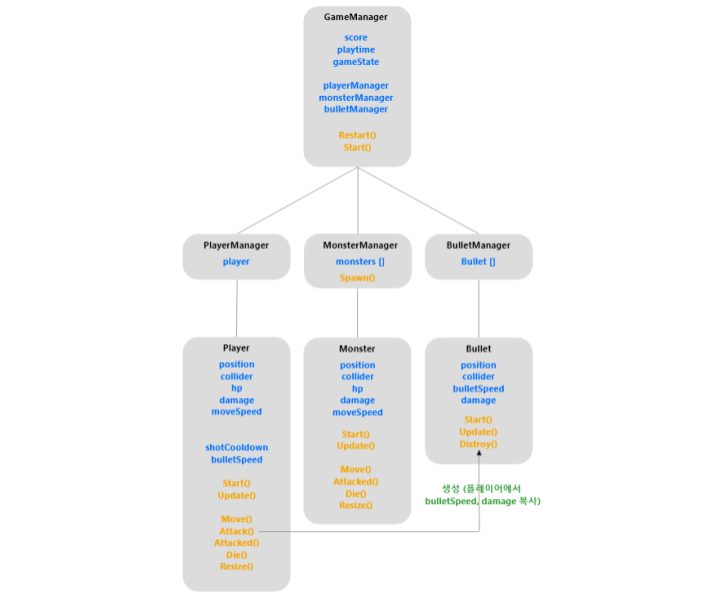 GameManager
score
playtime
gameState
playerManager
monsterManager
bulletManager
Restart()
Start()
PlayerManager
player
MonsterManager
monsters []
Spawn()
BulletManager
Bullet []
Player
position
collider
hp
damage
moveSpeed
shotCooldown
bulletSpeed
Start()
Update()
Move()
Attack()
Attacked()
Die()
Resize()
Monster
position
collider
hp
damage
moveSpeed
Start()
Update()
Move()
Attacked()
Die()
Resize()
Bullet
position
collider
bulletSpeed
damage
Start()
Update()
Distroy()
생성 (플레이어에서
bulletSpeed, damage 복사)